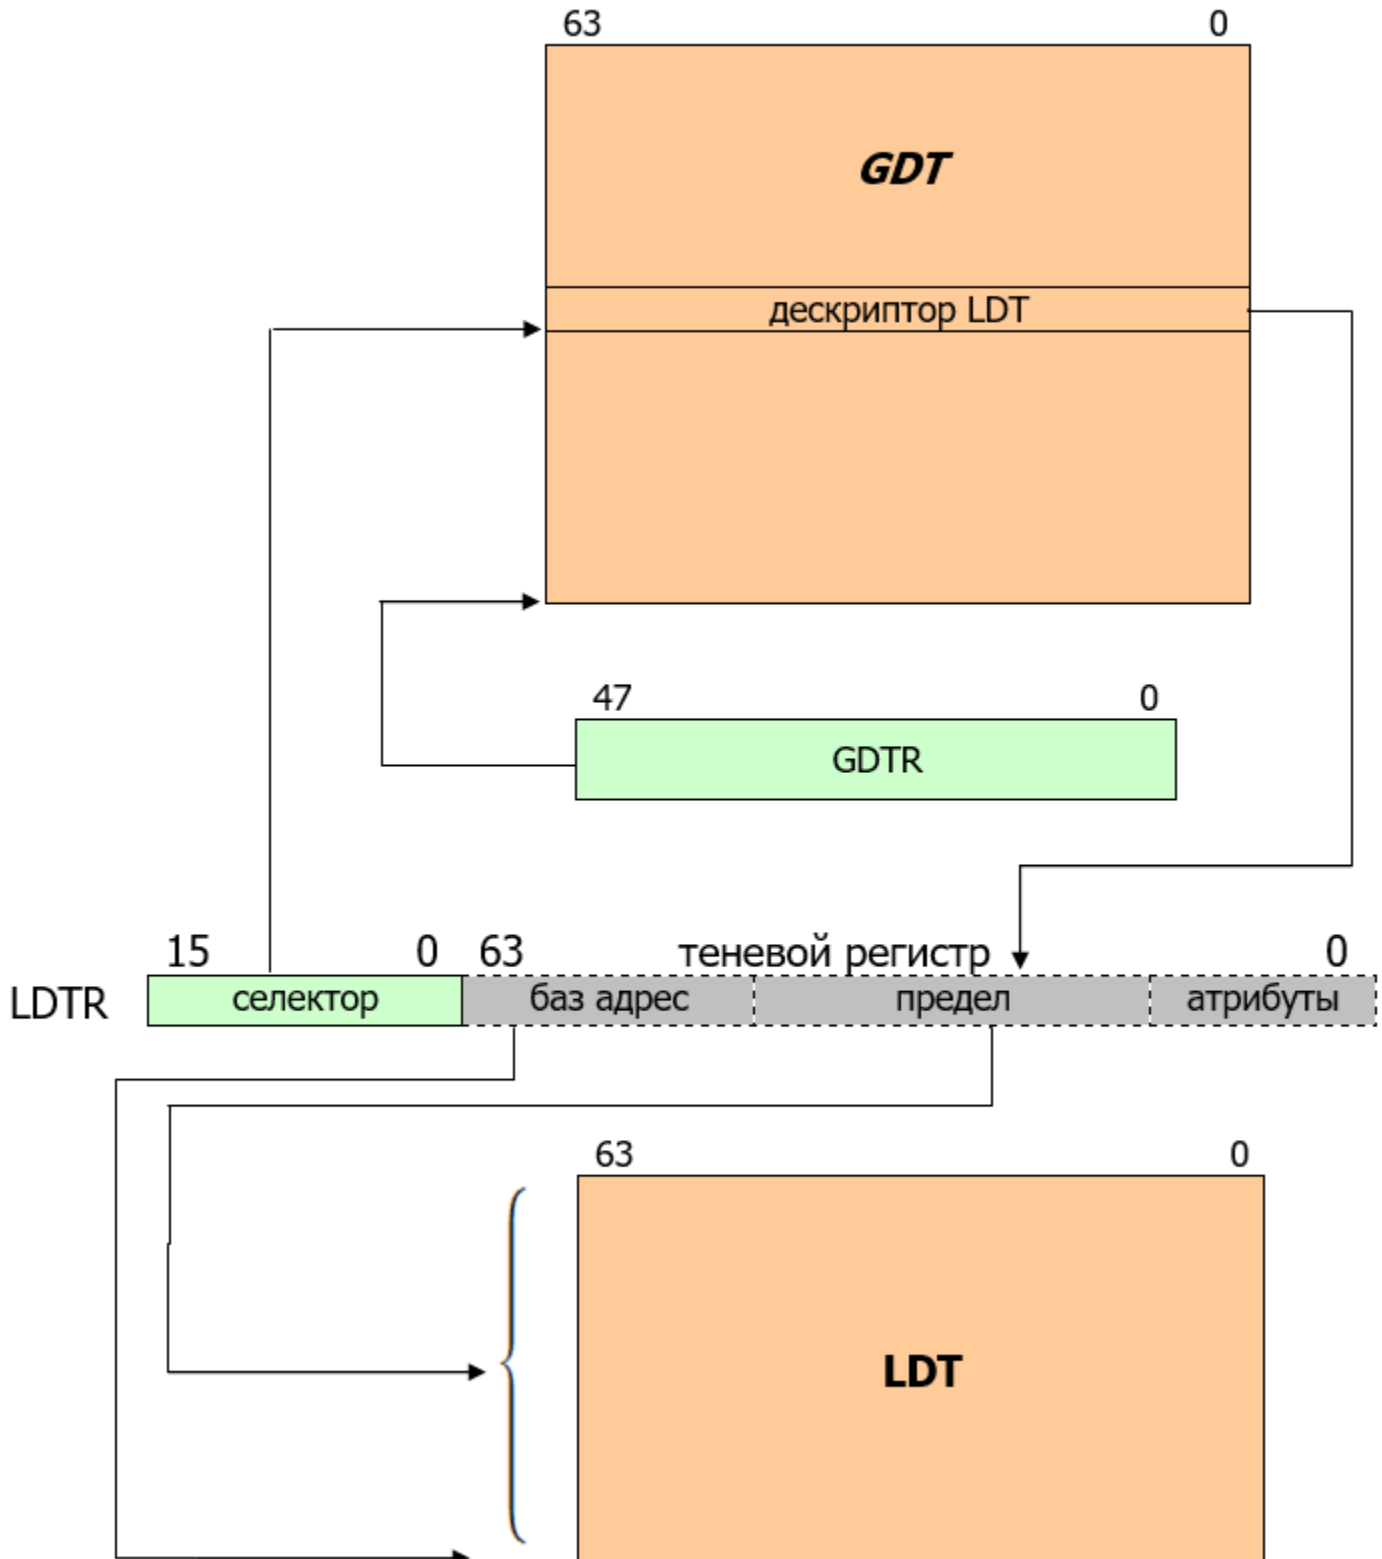 63 0
GDT
дескриптор LDT
47 0
GDTR
15 0 63 теневой регистр 0
LDTR селектор баз адрес предел атрибуты
63 0
LDT